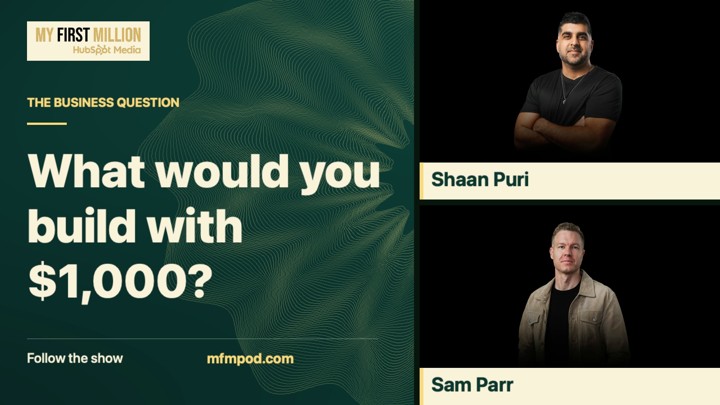 MY FIRST MILLION
HubSpot Media
THE BUSINESS QUESTION
What would you
build with
$1,000?
Follow the show
mfmpod.com
Shaan Puri
Sam Parr